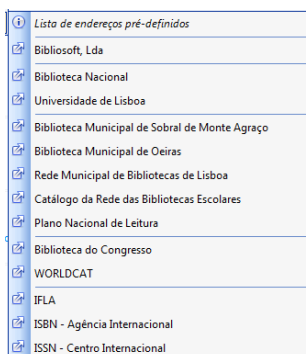 Lista de endereços pré-definidos
Bibliosoft, Lda
Biblioteca Nacional
Universidade de Lisboa
Biblioteca Municipal de Sobral de Monte Agraço
Biblioteca Municipal de Oeiras
Rede Municipal de Bibliotecas de Lisboa
Catálogo da Rede das Bibliotecas Escolares
Plano Nacional de Leitura
Biblioteca do Congresso
WORLDCAT
IFLA
ISBN - Agência Internacional
ISSN - Centro Internacional